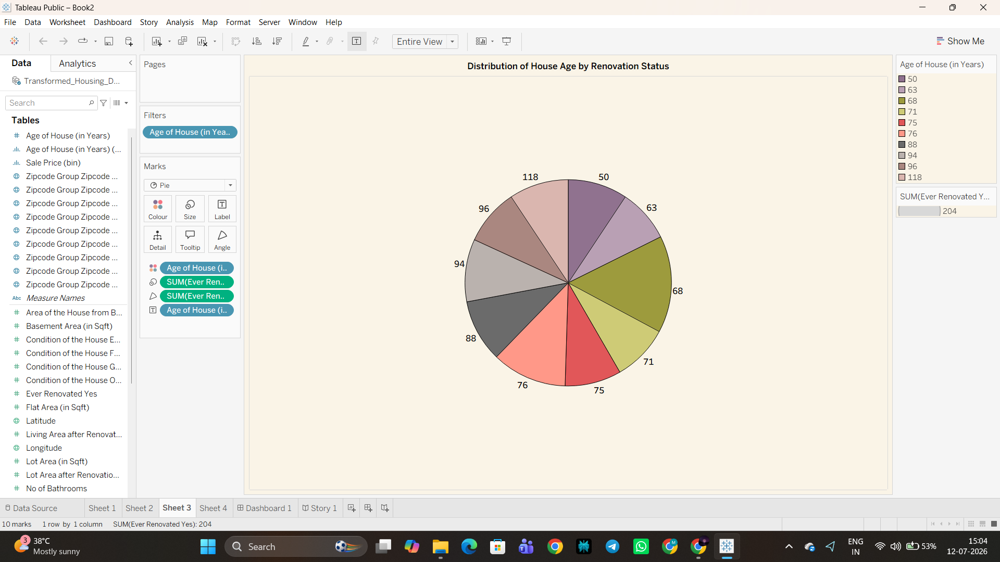 Tableau Public – Book2
File Data Worksheet Dashboard Story Analysis Map Format Server Window Help
Entire View
Show Me
Data
Analytics
Transformed_Housing_D...
Search
Tables
Age of House (in Years)
Age of House (in Years) (...
Sale Price (bin)
Zipcode Group Zipcode ...
Zipcode Group Zipcode ...
Zipcode Group Zipcode ...
Zipcode Group Zipcode ...
Zipcode Group Zipcode ...
Zipcode Group Zipcode ...
Zipcode Group Zipcode ...
Zipcode Group Zipcode ...
Zipcode Group Zipcode ...
Abc Measure Names
Area of the House from B...
Basement Area (in Sqft)
Condition of the House E...
Condition of the House F...
Condition of the House G...
Condition of the House O...
Ever Renovated Yes
Flat Area (in Sqft)
Latitude
Living Area after Renovat...
Longitude
Lot Area (in Sqft)
Lot Area after Renovatio...
No of Bathrooms
Pages
Filters
Age of House (in Yea..
Marks
Pie
Colour Size Label
Detail Tooltip Angle
Age of House (i..
SUM(Ever Ren..
SUM(Ever Ren..
Age of House (i..
Distribution of House Age by Renovation Status
118
50
96
63
94
68
88
71
76
75
Age of House (in Years)
50
63
68
71
75
76
88
94
96
118
SUM(Ever Renovated Y...
204
Data Source Sheet 1 Sheet 2 Sheet 3 Sheet 4 Dashboard 1 Story 1
10 marks 1 row by 1 column SUM(Ever Renovated Yes): 204
3
38°C
Mostly sunny
Search
M
ENG
IN
53%
15:04
12-07-2026